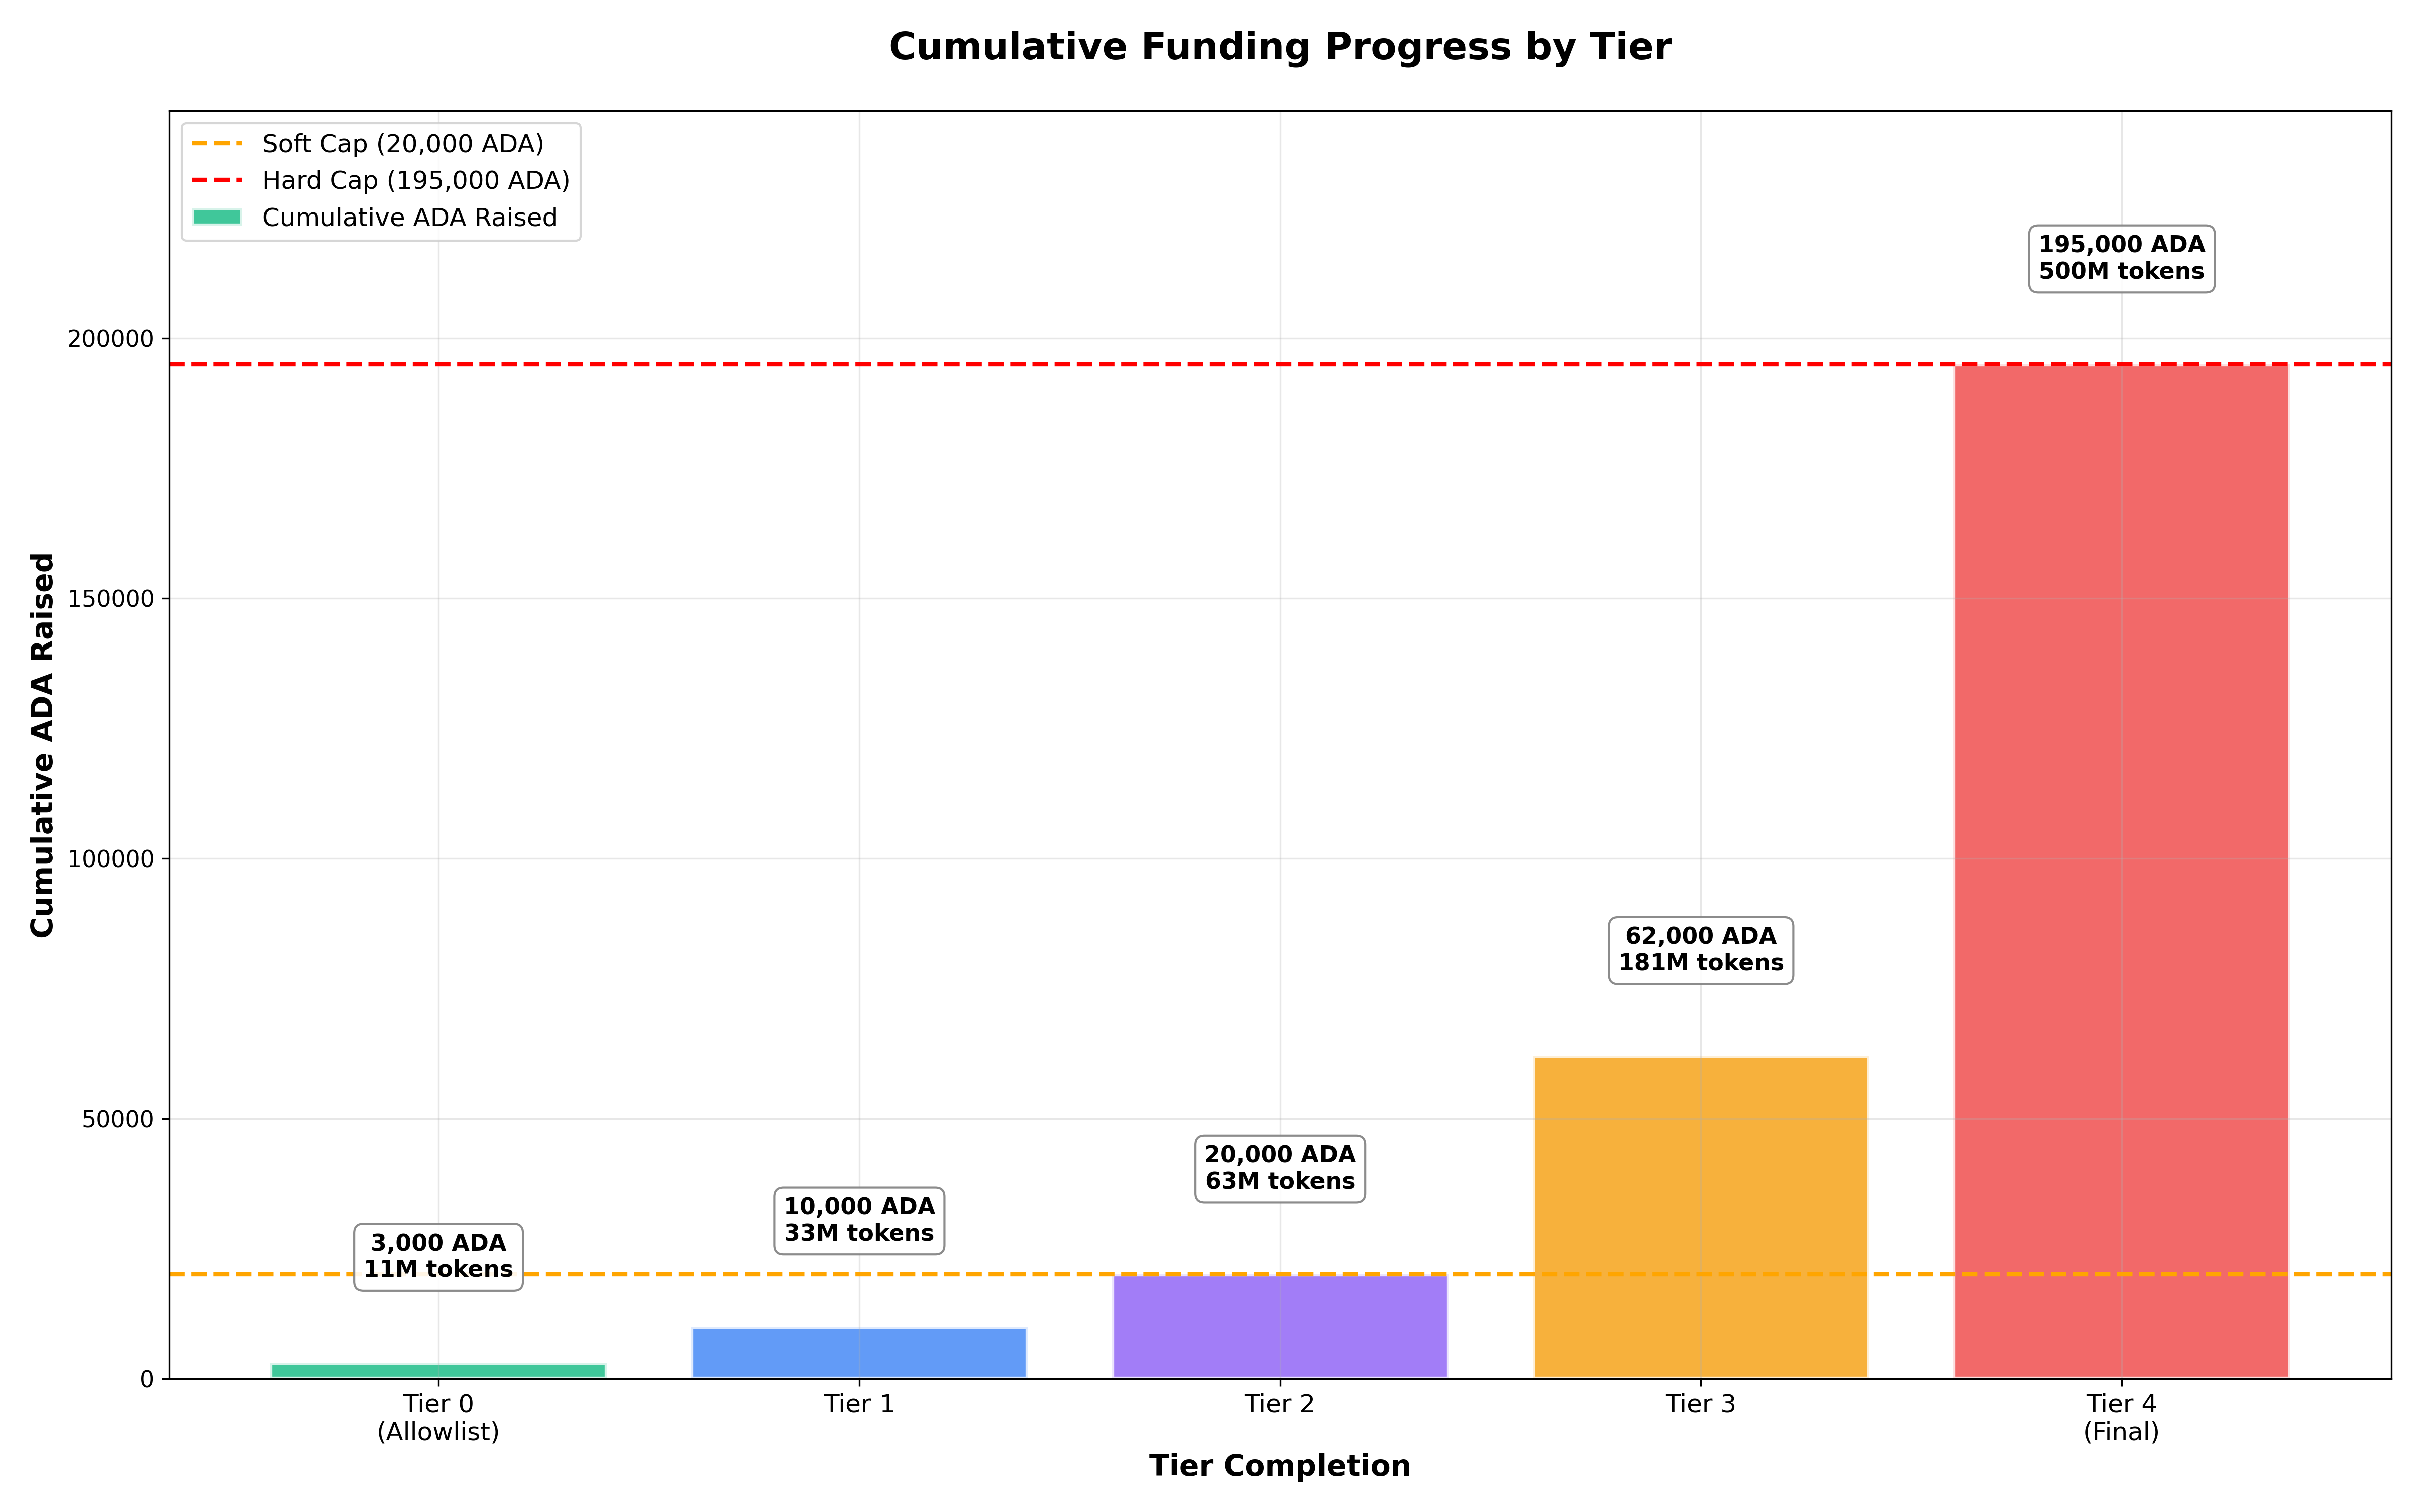 Cumulative Funding Progress by Tier
Soft Cap (20,000 ADA)
Hard Cap (195,000 ADA)
Cumulative ADA Raised
Cumulative ADA Raised
200000
150000
100000
50000
0
195,000 ADA
500M tokens
62,000 ADA
181M tokens
20,000 ADA
63M tokens
10,000 ADA
33M tokens
3,000 ADA
11M tokens
Tier 0
(Allowlist)
Tier 1
Tier 2
Tier 3
Tier 4
(Final)
Tier Completion